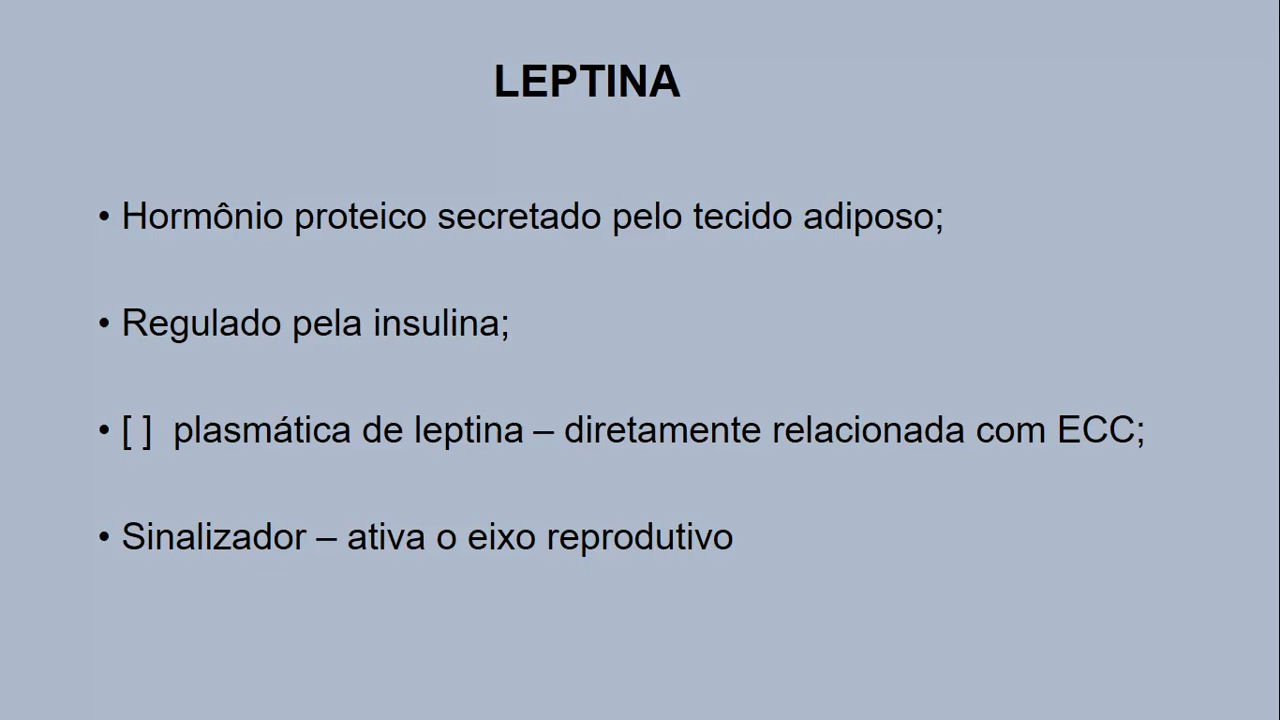 LEPTINA
• Hormônio proteico secretado pelo tecido adiposo;
• Regulado pela insulina;
• [ ]  plasmática de leptina – diretamente relacionada com ECC;
• Sinalizador – ativa o eixo reprodutivo